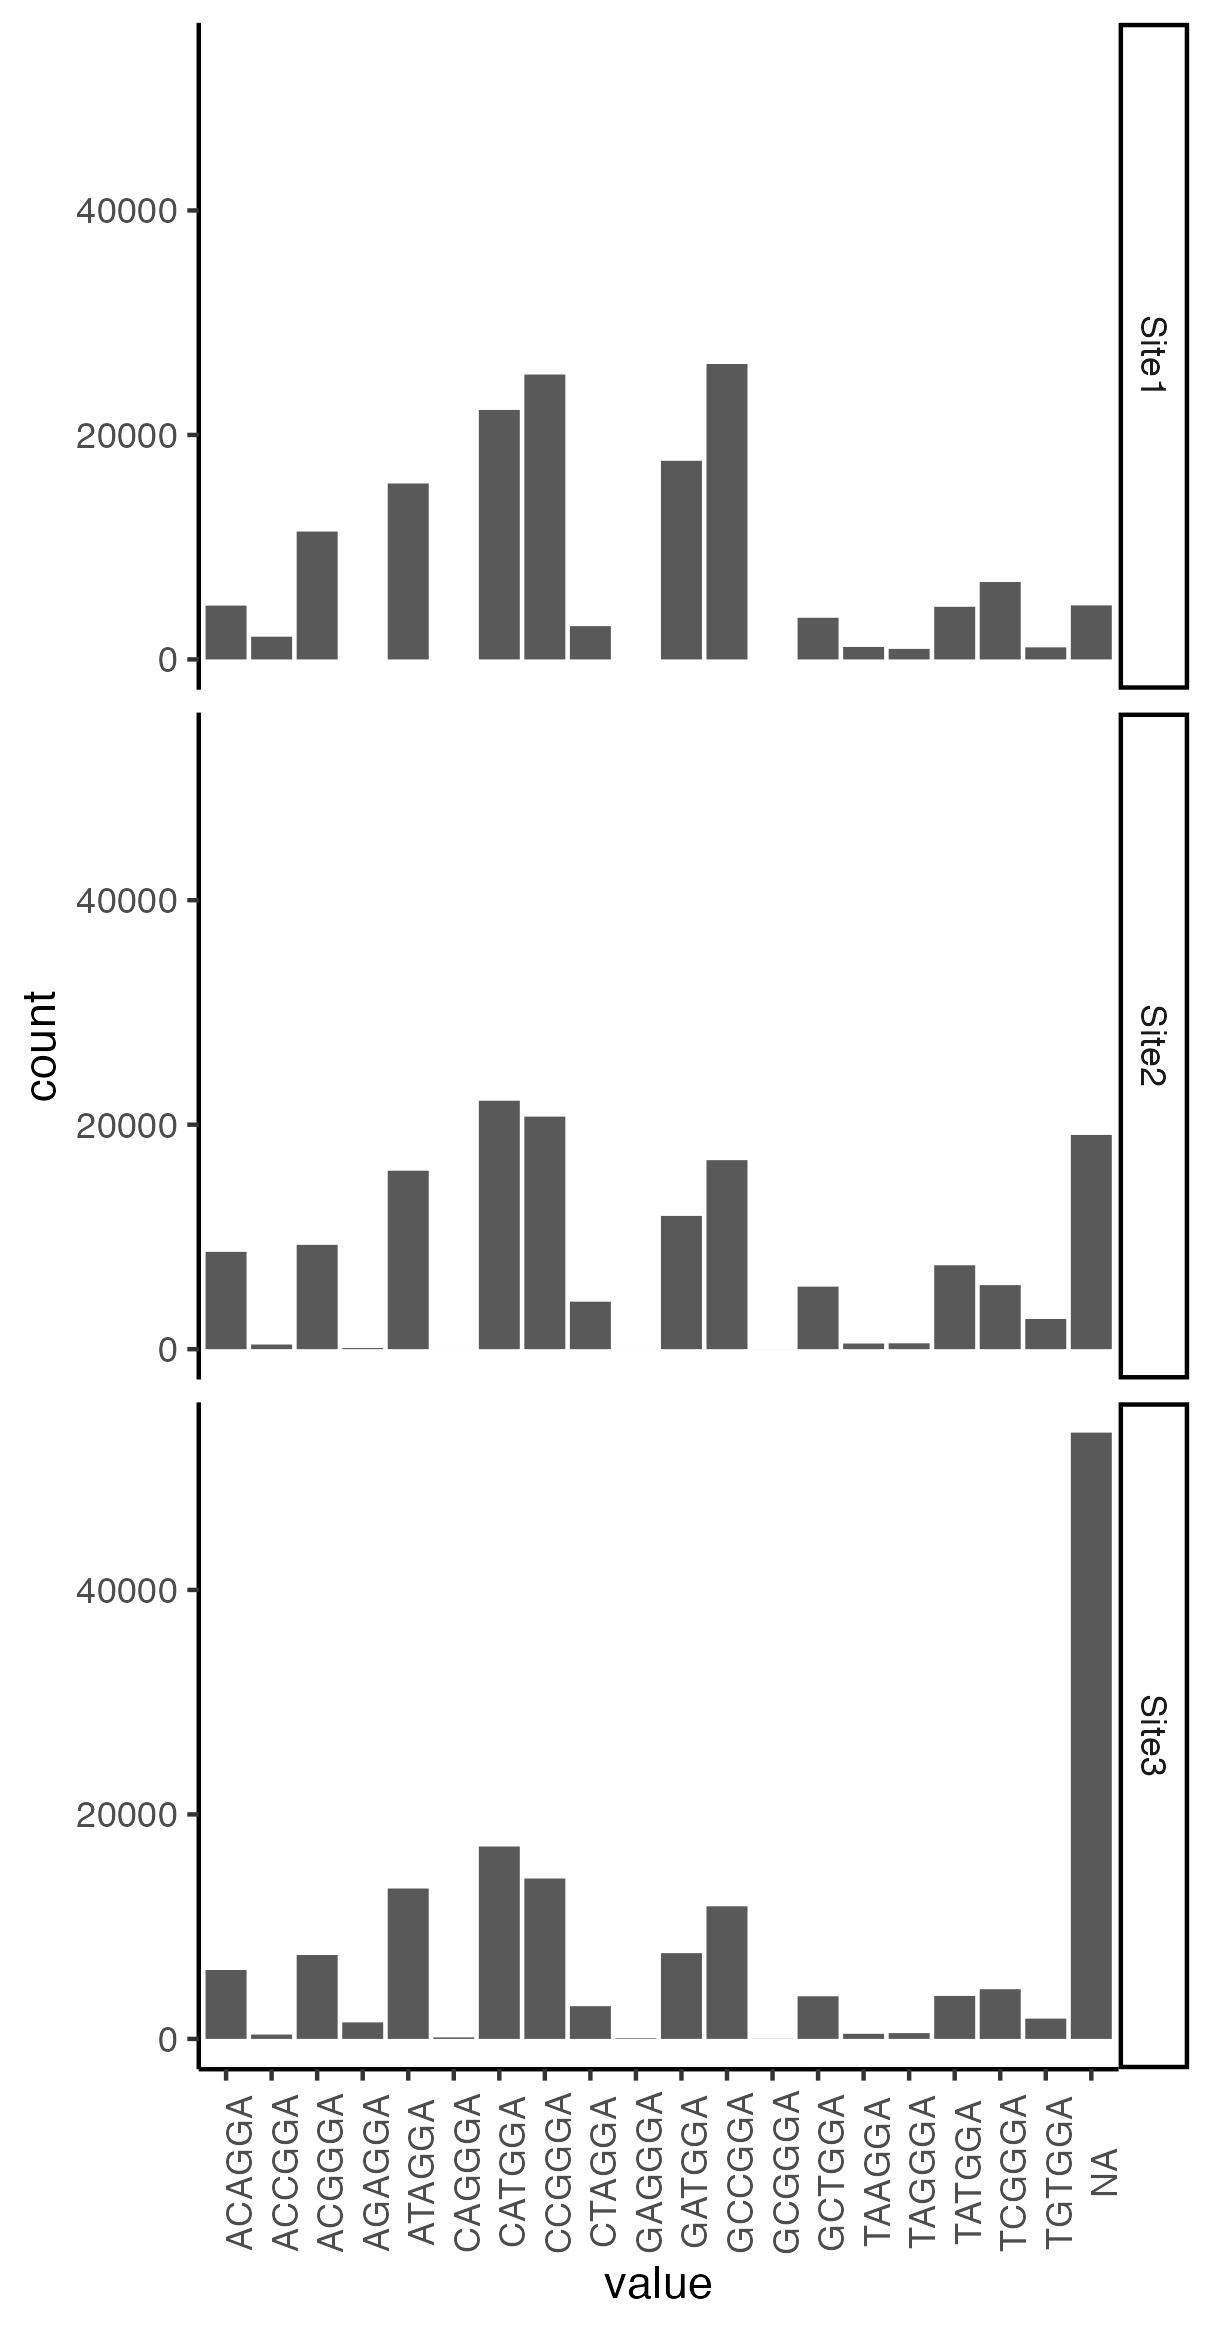 40000
20000
0
Site1
40000
20000
0
Site2
40000
20000
0
Site3
count
ACAGGA
ACCGGA
ACGGGA
AGAGGA
ATAGGA
CAGGGA
CATGGA
CCGGGA
CTAGGA
GAGGGA
GATGGA
GCCGGA
GCGGGA
GCTGGA
TAAGGA
TAGGGA
TATGGA
TCGGGA
TGTGGA
NA
value